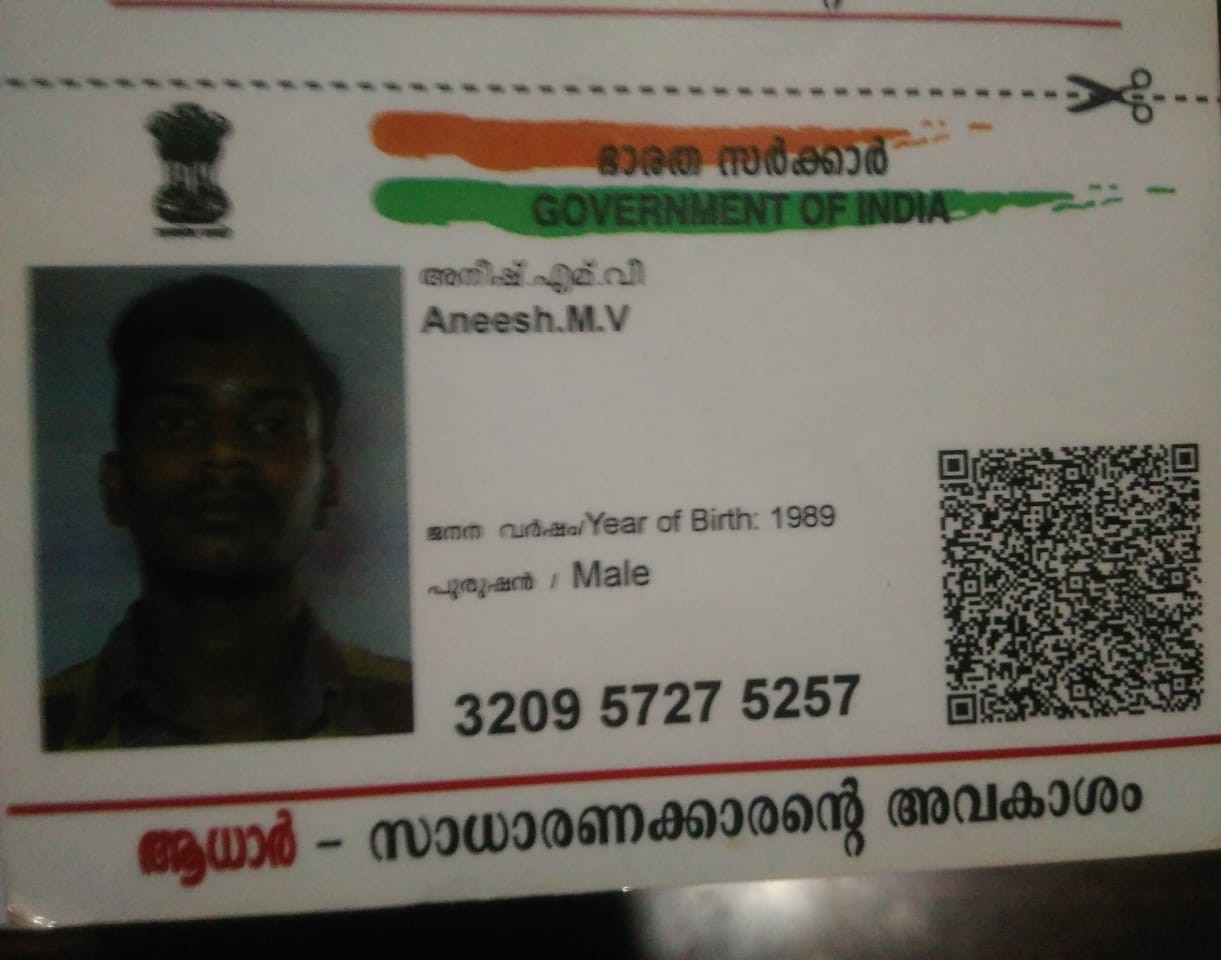 ഭാരത സർക്കാർ
GOVERNMENT OF INDIA
അനീഷ്.എമ്.വീ
Aneesh.M.V
ജനന വർഷം/Year of Birth: 1989
പുരുഷൻ / Male
3209 5727 5257
ആധാർ – സാധാരണക്കാരന്റെ അവകാശം